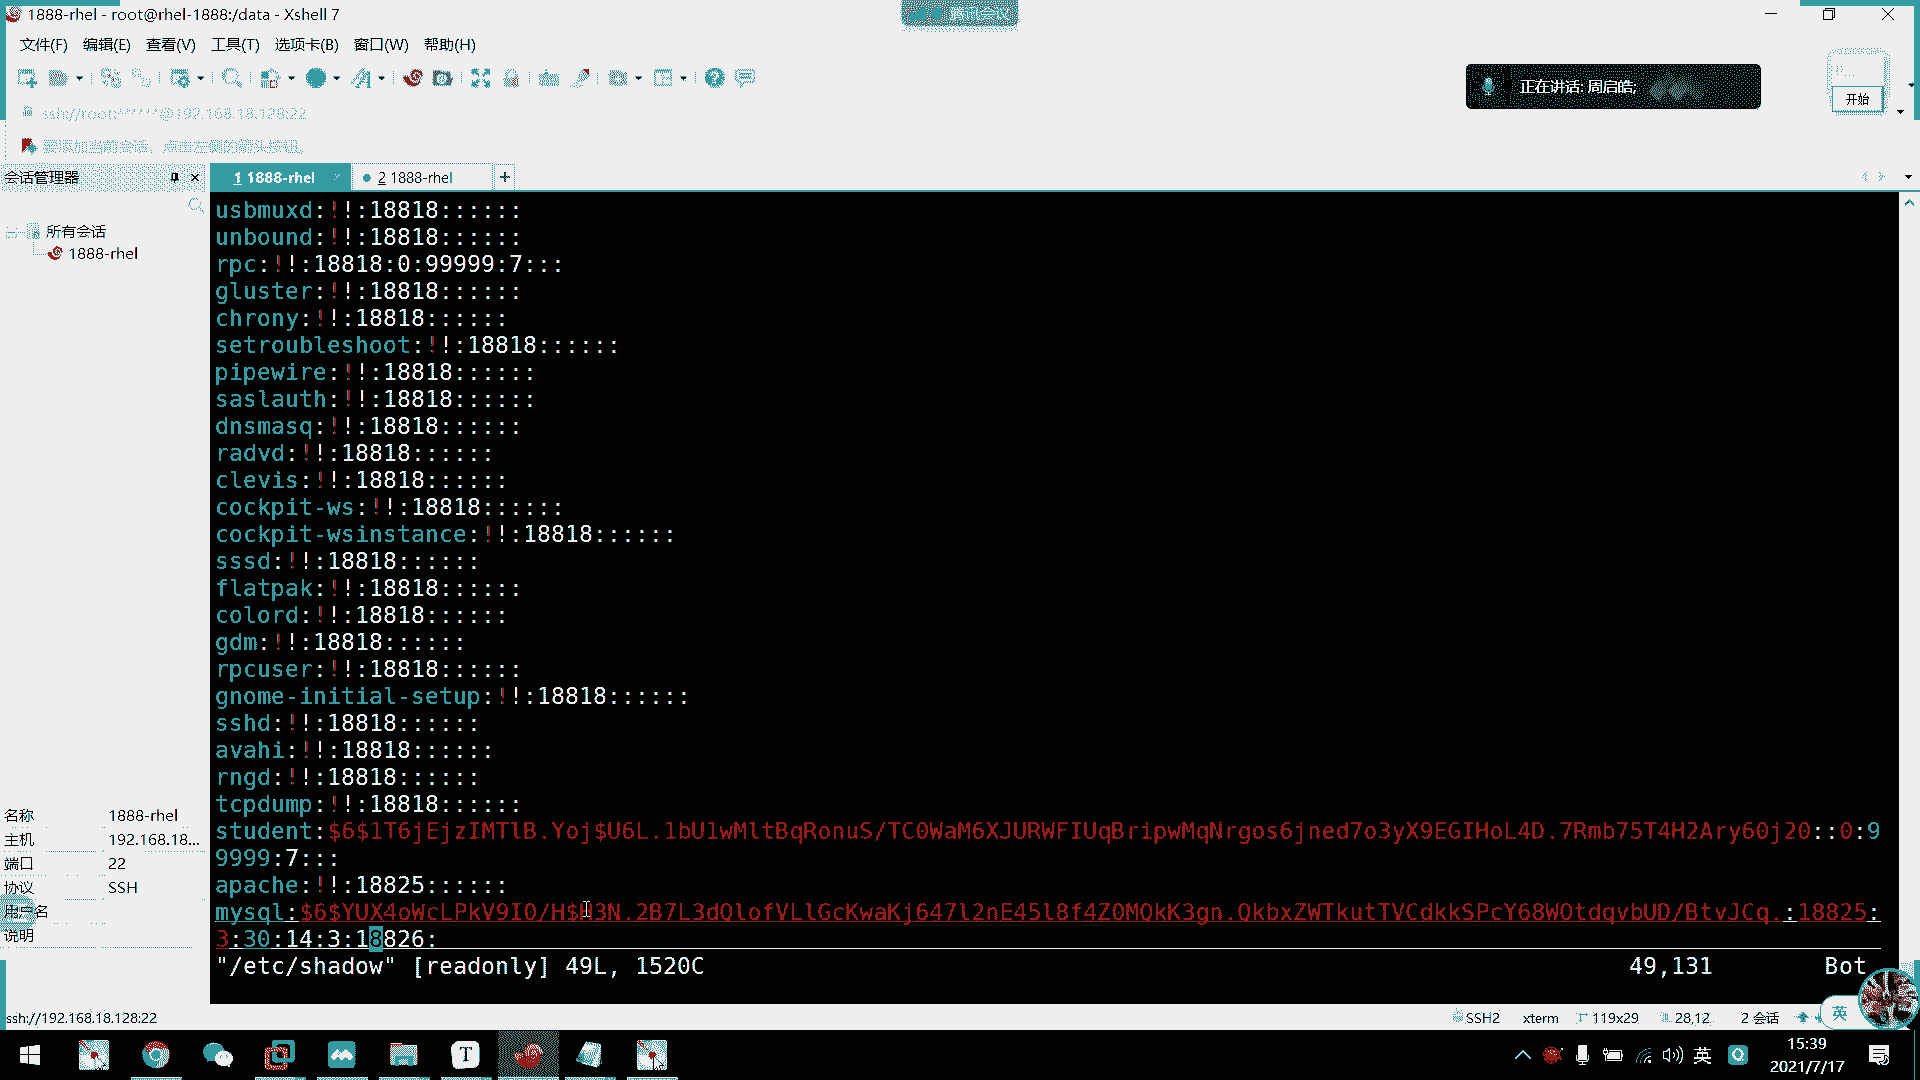 1888-rhel - root@rhel-1888:/data - Xshell 7
腾讯会议
文件(F) 编辑(E) 查看(V) 工具(T) 选项卡(B) 窗口(W) 帮助(H)
正在讲话: 周启皓;
开始
ssh://root:******@192.168.18.128:22
要添加当前会话，点击左侧的箭头按钮。
会话管理器
1 1888-rhel
2 1888-rhel
所有会话
1888-rhel
usbmuxd:!!:18818::::::
unbound:!!:18818::::::
rpc:!!:18818:0:99999:7:::
gluster:!!:18818::::::
chrony:!!:18818::::::
setroubleshoot:!!:18818::::::
pipewire:!!:18818::::::
saslauth:!!:18818::::::
dnsmasq:!!:18818::::::
radvd:!!:18818::::::
clevis:!!:18818::::::
cockpit-ws:!!:18818::::::
cockpit-wsinstance:!!:18818::::::
sssd:!!:18818::::::
flatpak:!!:18818::::::
colord:!!:18818::::::
gdm:!!:18818::::::
rpcuser:!!:18818::::::
gnome-initial-setup:!!:18818::::::
sshd:!!:18818::::::
avahi:!!:18818::::::
rngd:!!:18818::::::
tcpdump:!!:18818::::::
student:$6$1T6jEjzIMTlB.Yoj$U6L.1bU1wMltBqRonuS/TC0WaM6XJURWFIUqBripwMqNrgos6jned7o3yX9EGIHoL4D.7Rmb75T4H2Ary60j20::0:9
9999:7:::
apache:!!:18825::::::
mysql:$6$YUX4oWcLPkV9I0/H$ 3N.2B7L3dQlofVLlGcKwaKj647l2nE45l8f4Z0MQkK3gn.QkbxZWTkutTVCdkkSPcY68WOtdqvbUD/BtvJCq.:18825:
3:30:14:3:18826:
"/etc/shadow" [readonly] 49L, 1520C 49,131 Bot
名称 1888-rhel
主机 192.168.18...
端口 22
协议 SSH
用户名
说明
ssh://192.168.18.128:22
SSH2 xterm 119x29 28,12 2 会话
英
英
15:39
2021/7/17